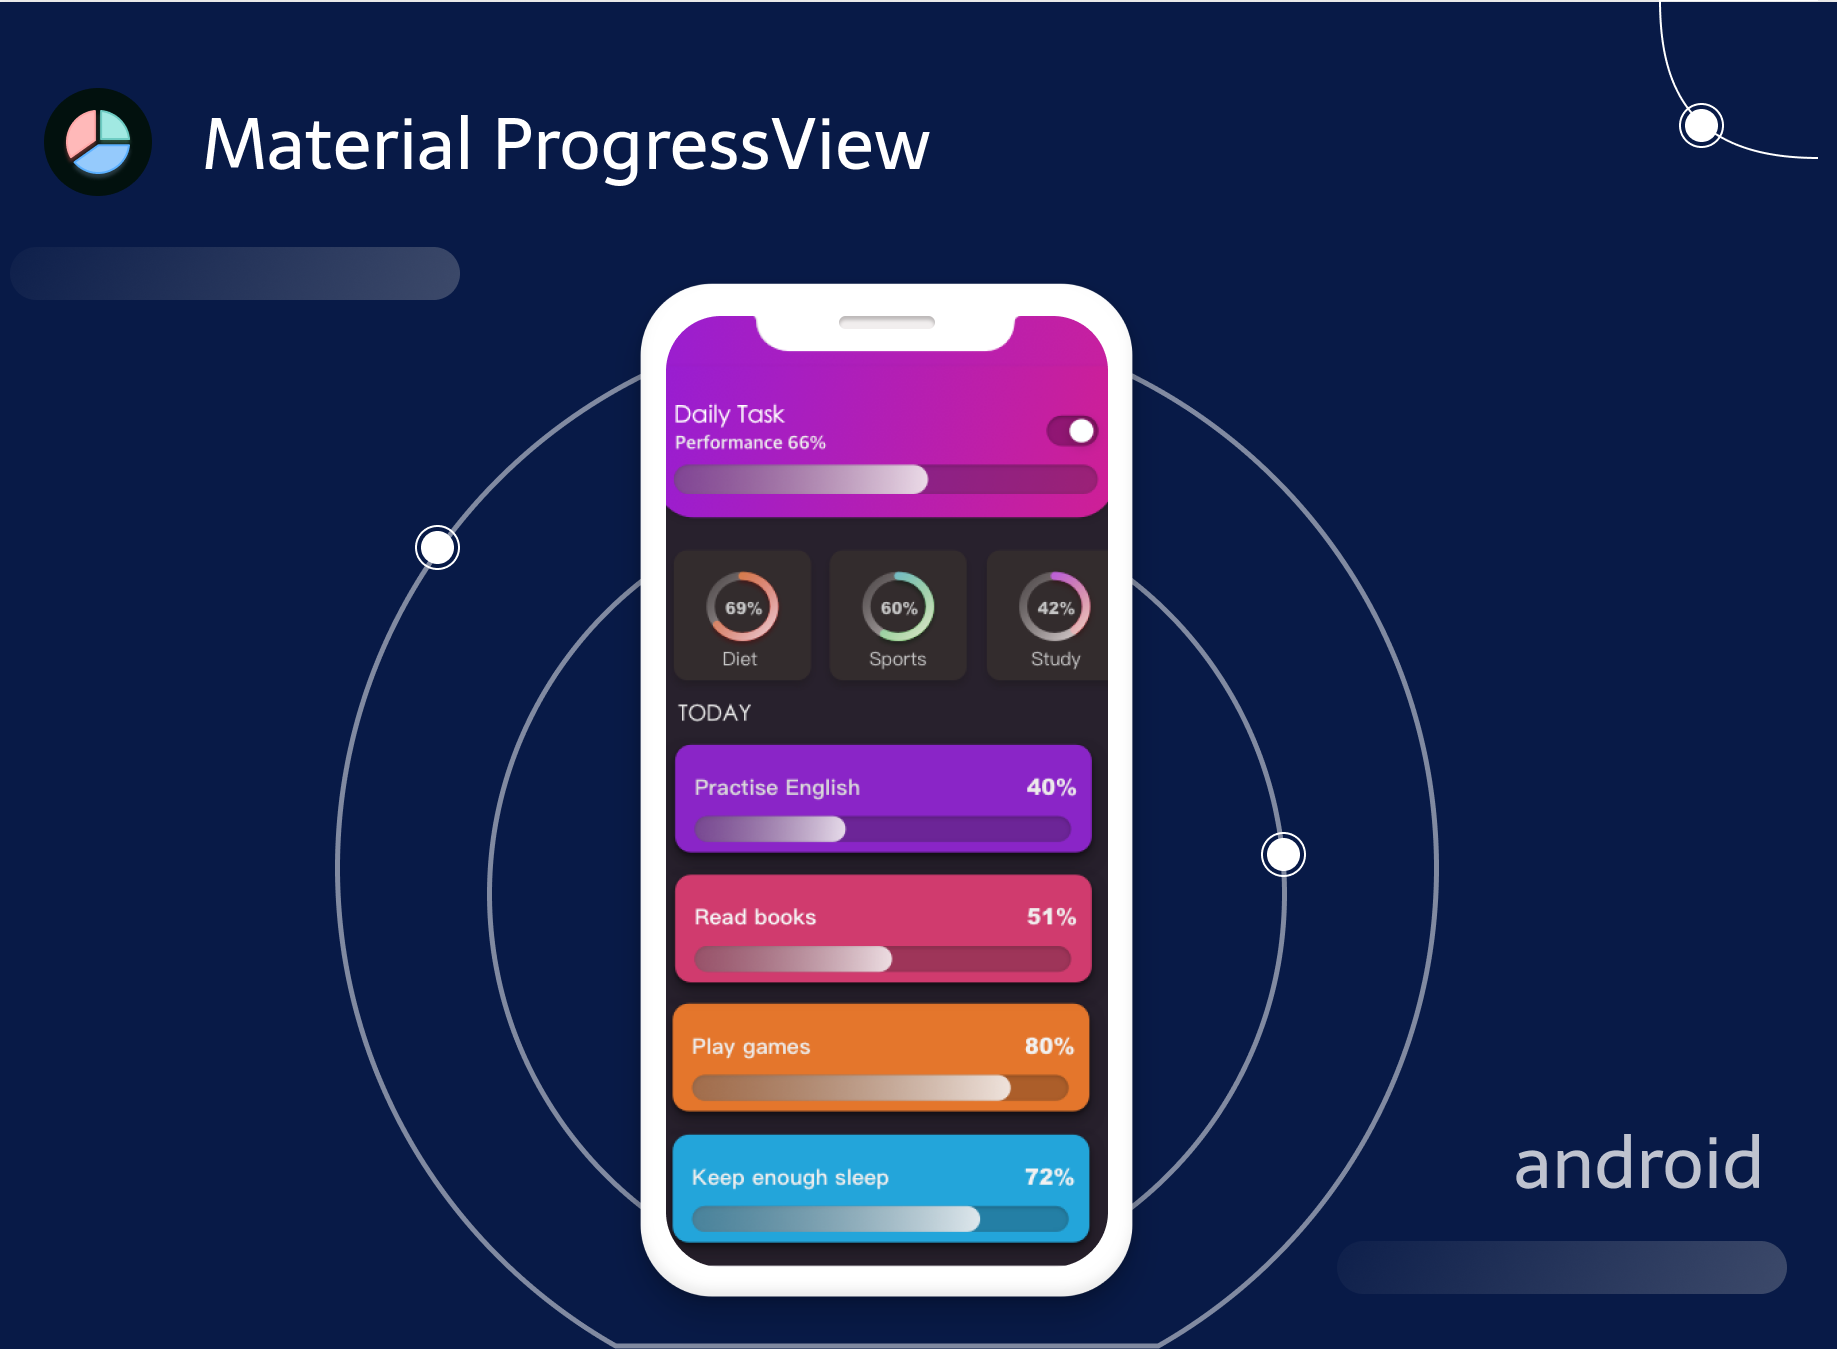 Material ProgressView
Daily Task
Performance 66%
69%
60%
42%
Diet
Sports
Study
TODAY
Practise English 40%
Read books 51%
Play games 80%
Keep enough sleep 72%
android